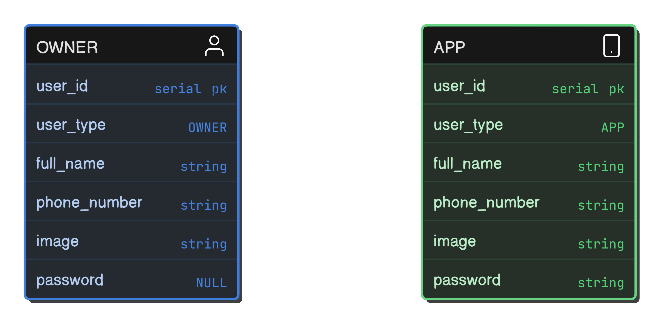 OWNER
user_id serial pk
user_type OWNER
full_name string
phone_number string
image string
password NULL
APP
user_id serial pk
user_type APP
full_name string
phone_number string
image string
password string